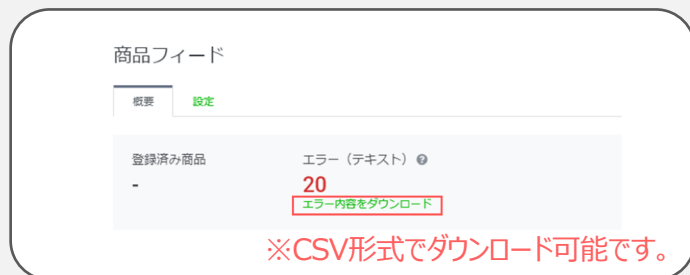 商品フィード
概要 設定
登録済み商品 エラー（テキスト）
- 20
エラー内容をダウンロード
※CSV形式でダウンロード可能です。